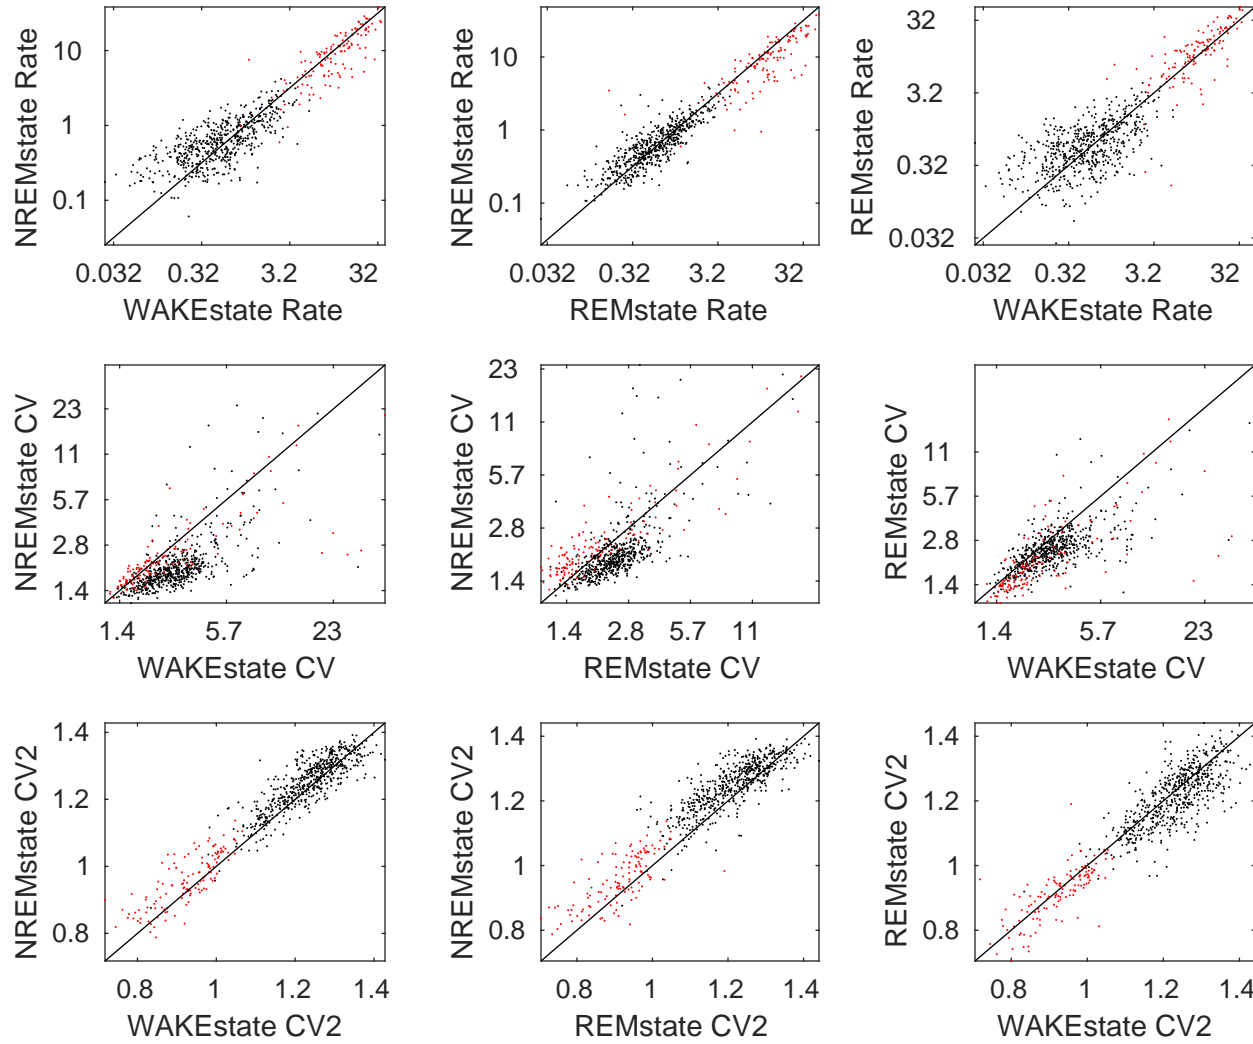 NREMstate Rate
10
1
0.1
0.032 0.32 3.2 32
WAKEstate Rate
NREMstate Rate
10
1
0.1
0.032 0.32 3.2 32
REMstate Rate
REMstate Rate
32
3.2
0.32
0.032
0.032 0.32 3.2 32
WAKEstate Rate
NREMstate CV
23
11
5.7
2.8
1.4
1.4 5.7 23
WAKEstate CV
NREMstate CV
23
11
5.7
2.8
1.4
1.4 2.8 5.7 11
REMstate CV
REMstate CV
11
5.7
2.8
1.4
1.4 5.7 23
WAKEstate CV
NREMstate CV2
1.4
1.2
1
0.8
0.8 1 1.2 1.4
WAKEstate CV2
NREMstate CV2
1.4
1.2
1
0.8
0.8 1 1.2 1.4
REMstate CV2
REMstate CV2
1.4
1.2
1
0.8
0.8 1 1.2 1.4
WAKEstate CV2